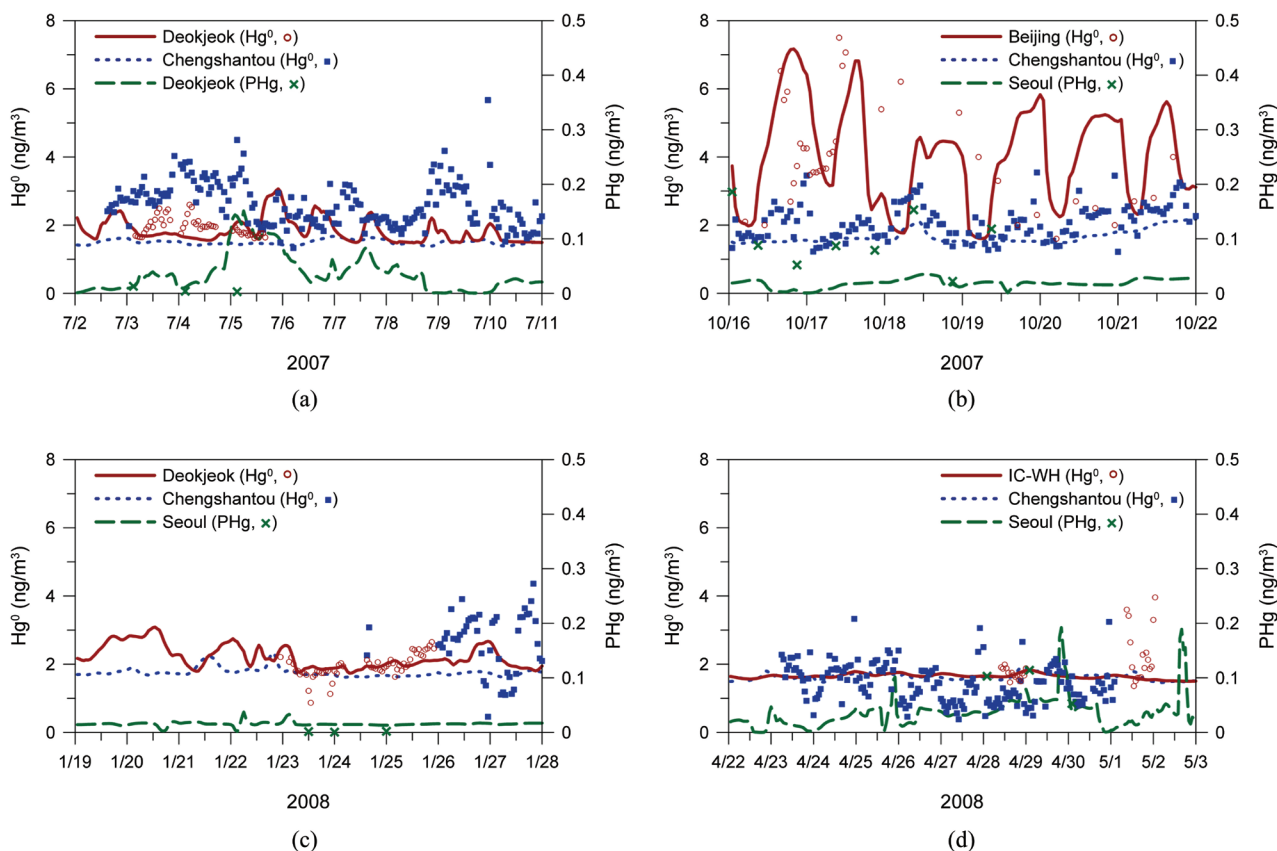 8
0.5
Deokjeok (Hg⁰, ○)
Chengshantou (Hg⁰, ■)
Deokjeok (PHg, ×)
6
0.4
4
0.3
0.2
2
0.1
0
0
Hg⁰ (ng/m³)
PHg (ng/m³)
7/2 7/3 7/4 7/5 7/6 7/7 7/8 7/9 7/10 7/11
2007
(a)
8
0.5
Beijing (Hg⁰, ○)
Chengshantou (Hg⁰, ■)
Seoul (PHg, ×)
6
0.4
4
0.3
0.2
2
0.1
0
0
Hg⁰ (ng/m³)
PHg (ng/m³)
10/16 10/17 10/18 10/19 10/20 10/21 10/22
2007
(b)
8
0.5
Deokjeok (Hg⁰, ○)
Chengshantou (Hg⁰, ■)
Seoul (PHg, ×)
6
0.4
4
0.3
0.2
2
0.1
0
0
Hg⁰ (ng/m³)
PHg (ng/m³)
1/19 1/20 1/21 1/22 1/23 1/24 1/25 1/26 1/27 1/28
2008
(c)
8
0.5
IC-WH (Hg⁰, ○)
Chengshantou (Hg⁰, ■)
Seoul (PHg, ×)
6
0.4
4
0.3
0.2
2
0.1
0
0
Hg⁰ (ng/m³)
PHg (ng/m³)
4/22 4/23 4/24 4/25 4/26 4/27 4/28 4/29 4/30 5/1 5/2 5/3
2008
(d)